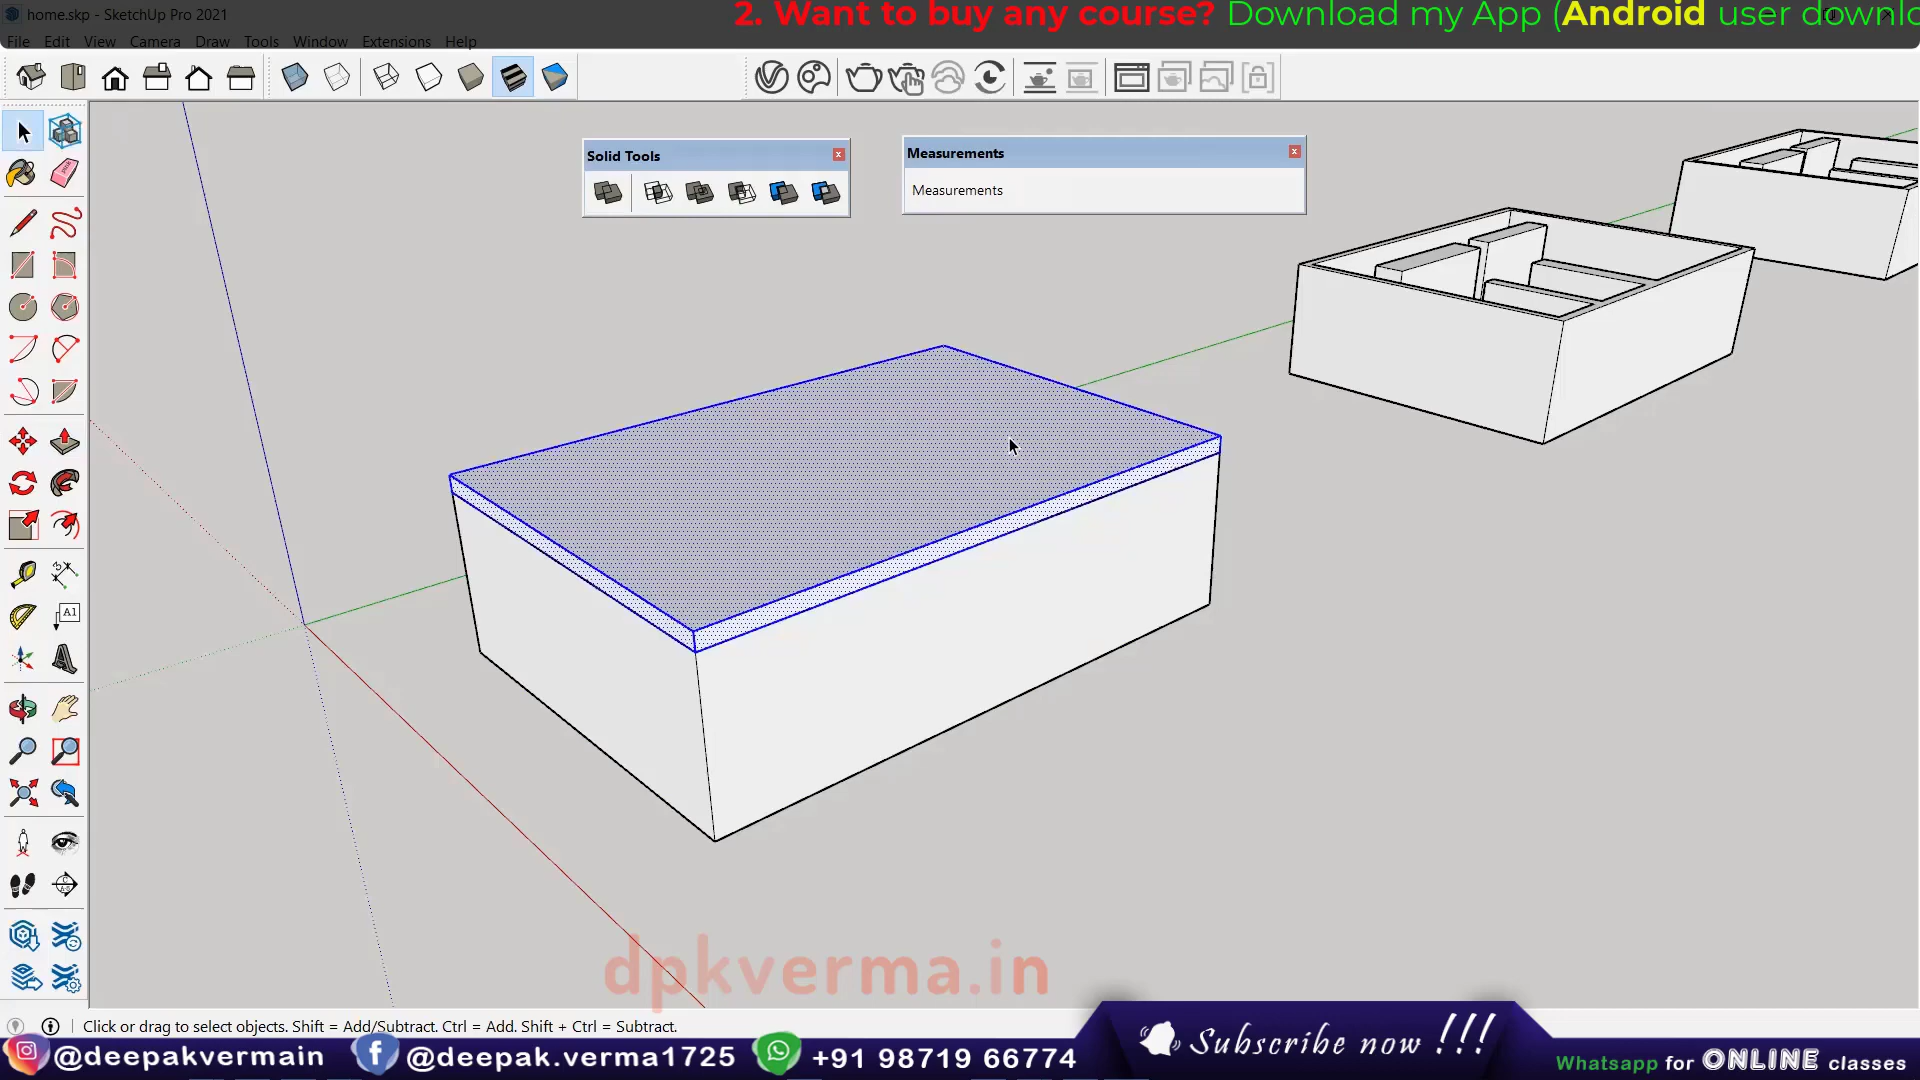 home.skp - SketchUp Pro 2021
2. Want to buy any course? Download my App (Android user downlo
File Edit View Camera Draw Tools Window Extensions Help
Solid Tools
Measurements
Measurements
A1
dpkverma.in
Click or drag to select objects. Shift = Add/Subtract. Ctrl = Add. Shift + Ctrl = Subtract.
@deepakvermain @deepak.verma1725 +91 98719 66774
Subscribe now !!!
Whatsapp for ONLINE classes